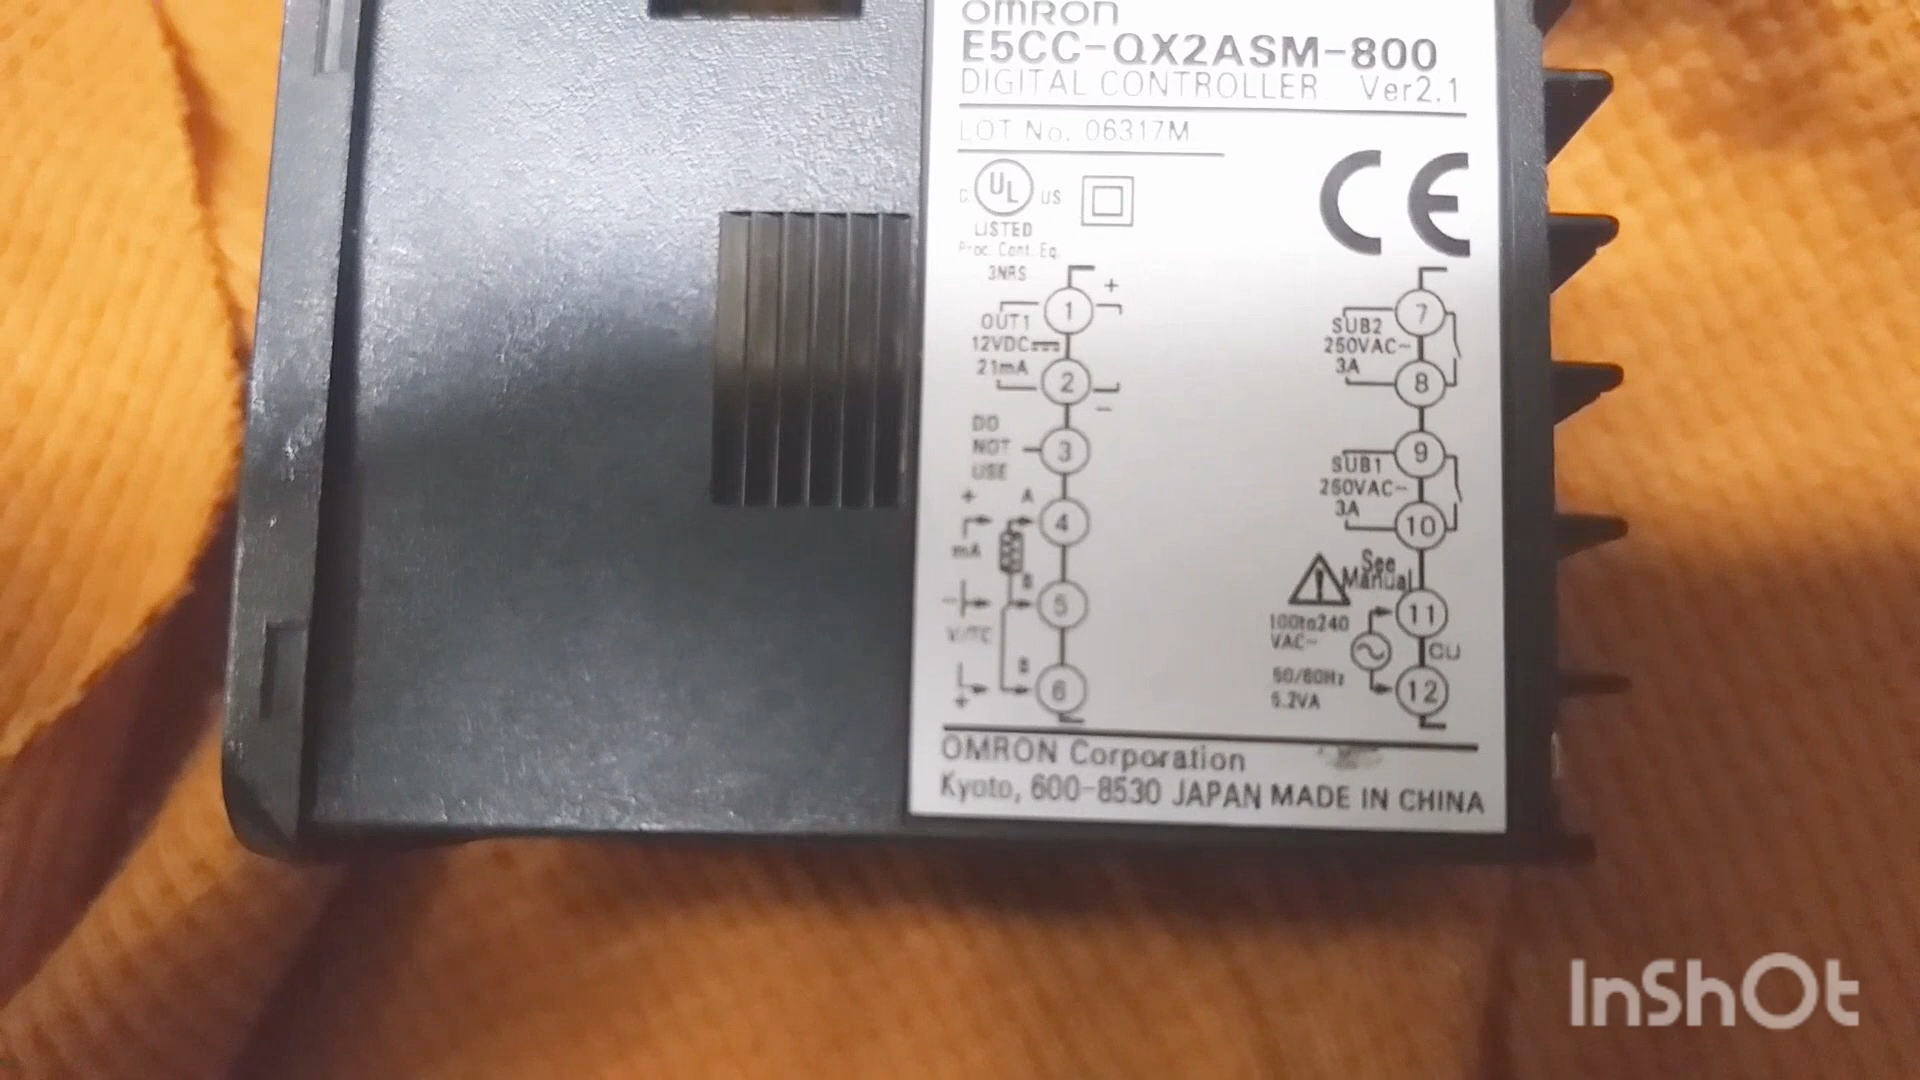 OMRON
E5CC-QX2ASM-800
DIGITAL CONTROLLER Ver2.1
LOT No. 06317M
C UL US
LISTED
Proc. Cont. Eq.
3NRS
CE
1
+
OUT1
12VDC
21mA
2
−
DO
NOT
USE
3
+
A
4
mA
B
−
5
V/TC
B
+
6
7
SUB2
250VAC~
3A
8
9
SUB1
250VAC~
3A
10
See
Manual
11
100to240
VAC~
CU
50/60Hz
5.2VA
12
OMRON Corporation
Kyoto, 600-8530 JAPAN MADE IN CHINA
InShOt